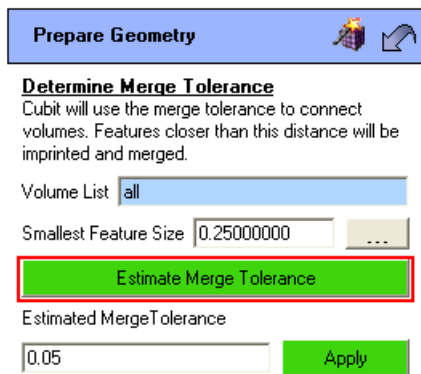 Prepare Geometry
Determine Merge Tolerance
Cubit will use the merge tolerance to connect
volumes. Features closer than this distance will be
imprinted and merged.
Volume List all
Smallest Feature Size 0.25000000 ...
Estimate Merge Tolerance
Estimated MergeTolerance
0.05 Apply